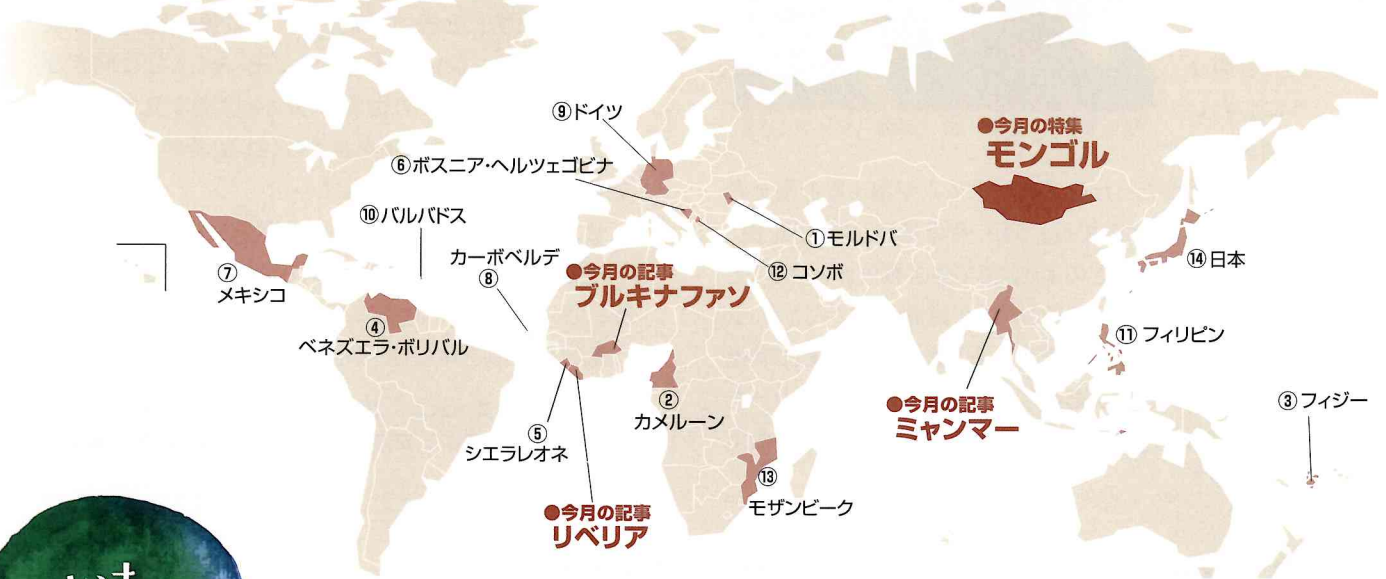 ⑨ドイツ
●今月の特集
モンゴル
⑥ボスニア・ヘルツェゴビナ
⑩バルバドス
①モルドバ
カーボベルデ
⑧
⑫コソボ
⑭日本
●今月の記事
ブルキナファソ
⑦
メキシコ
④
ベネズエラ・ボリバル
⑪フィリピン
②
カメルーン
●今月の記事
ミャンマー
③フィジー
⑤
シエラレオネ
⑬
モザンビーク
●今月の記事
リベリア